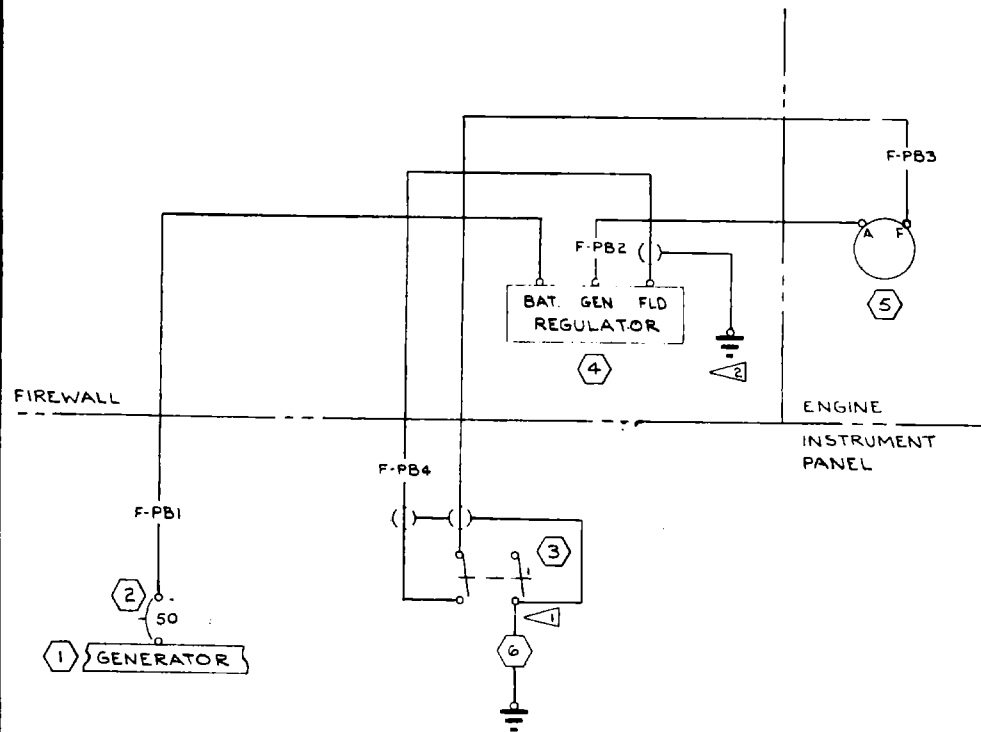 F-PB3
A F
F-PB2
5
BAT. GEN FLD
REGULATOR
4
2
FIREWALL
ENGINE
INSTRUMENT
PANEL
F-PB4
F-PB1
3
2
50
1
6
1 GENERATOR